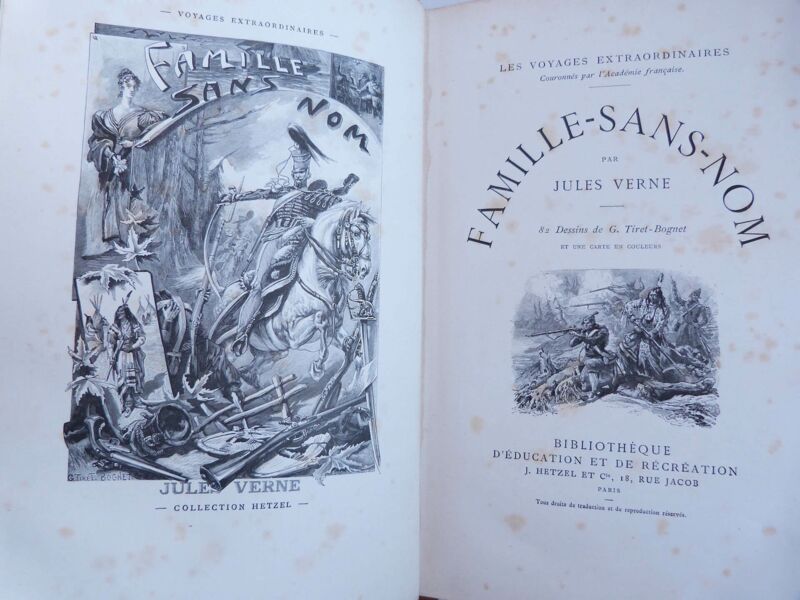 — VOYAGES EXTRAORDINAIRES —
FAMILLE
SANS
NOM
G. TIRET BOGNET
JULES VERNE
— COLLECTION HETZEL —
LES VOYAGES EXTRAORDINAIRES
Couronnés par l'Académie française.
FAMILLE-SANS-NOM
PAR
JULES VERNE
82 Dessins de G. Tiret-Bognet
ET UNE CARTE EN COULEURS
BIBLIOTHÈQUE
D'ÉDUCATION ET DE RÉCRÉATION
J. HETZEL ET Cie, 18, RUE JACOB
PARIS
Tous droits de traduction et de reproduction réservés.